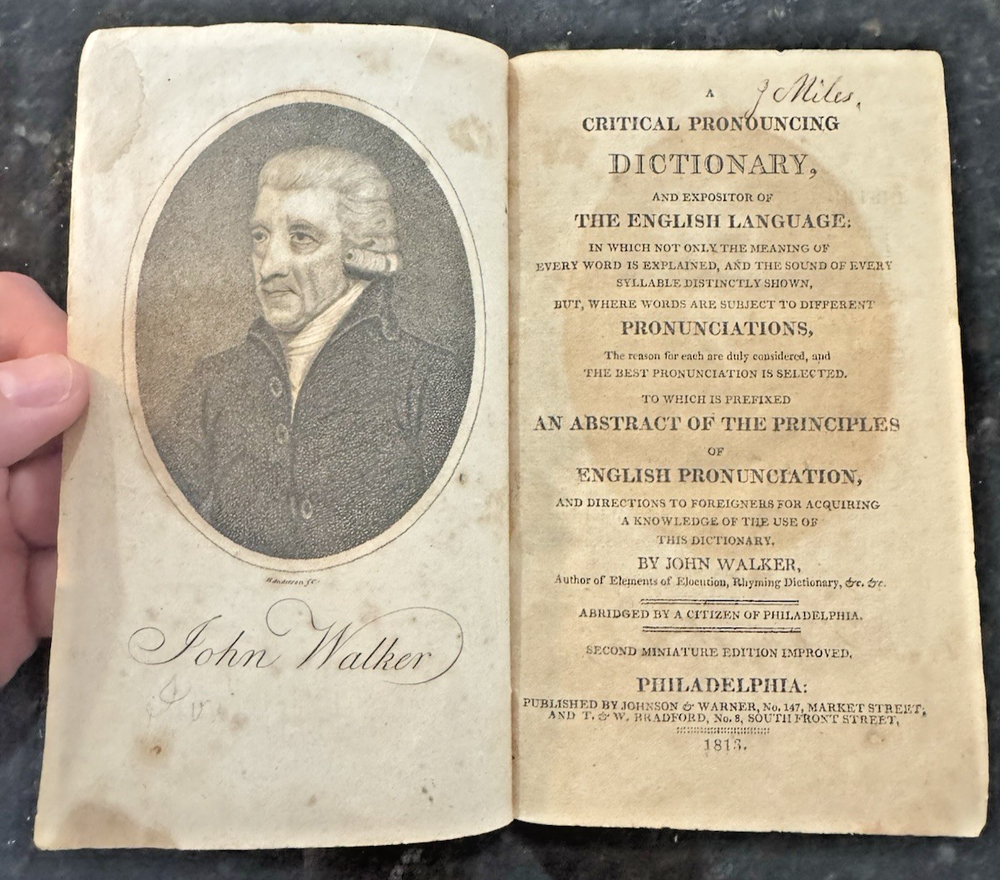 John Walker
J Miles,
A
CRITICAL PRONOUNCING
DICTIONARY,
AND EXPOSITOR OF
THE ENGLISH LANGUAGE:
IN WHICH NOT ONLY THE MEANING OF
EVERY WORD IS EXPLAINED, AND THE SOUND OF EVERY
SYLLABLE DISTINCTLY SHOWN,
BUT, WHERE WORDS ARE SUBJECT TO DIFFERENT
PRONUNCIATIONS,
The reason for each are duly considered, and
THE BEST PRONUNCIATION IS SELECTED.
TO WHICH IS PREFIXED
AN ABSTRACT OF THE PRINCIPLES
OF
ENGLISH PRONUNCIATION,
AND DIRECTIONS TO FOREIGNERS FOR ACQUIRING
A KNOWLEDGE OF THE USE OF
THIS DICTIONARY.
BY JOHN WALKER,
Author of Elements of Elocution, Rhyming Dictionary, &c. &c.
ABRIDGED BY A CITIZEN OF PHILADELPHIA.
SECOND MINIATURE EDITION IMPROVED.
PHILADELPHIA:
PUBLISHED BY JOHNSON & WARNER, No. 147, MARKET STREET;
AND T. & W. BRADFORD, No. 8, SOUTH FRONT STREET,
1813.